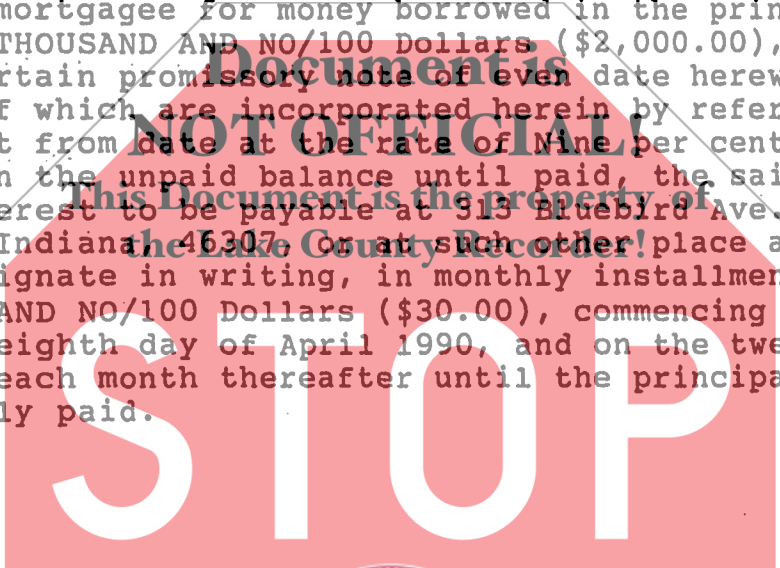 mortgagee for money borrowed in the prin
THOUSAND AND NO/100 Dollars ($2,000.00),
Document is
rtain promissory note of even date herew
f which are incorporated herein by refer
NOT OFFICIAL!
t from date at the rate of Nine per cent
n the unpaid balance until paid, the sai
This Document is the property of
erest to be payable at 913 Bluebird Ave
Indiana, 46307, or at such other place a
the Lake County Recorder!
ignate in writing, in monthly installmen
AND NO/100 Dollars ($30.00), commencing
eighth day of April 1990, and on the twe
each month thereafter until the principa
ly paid.
STOP